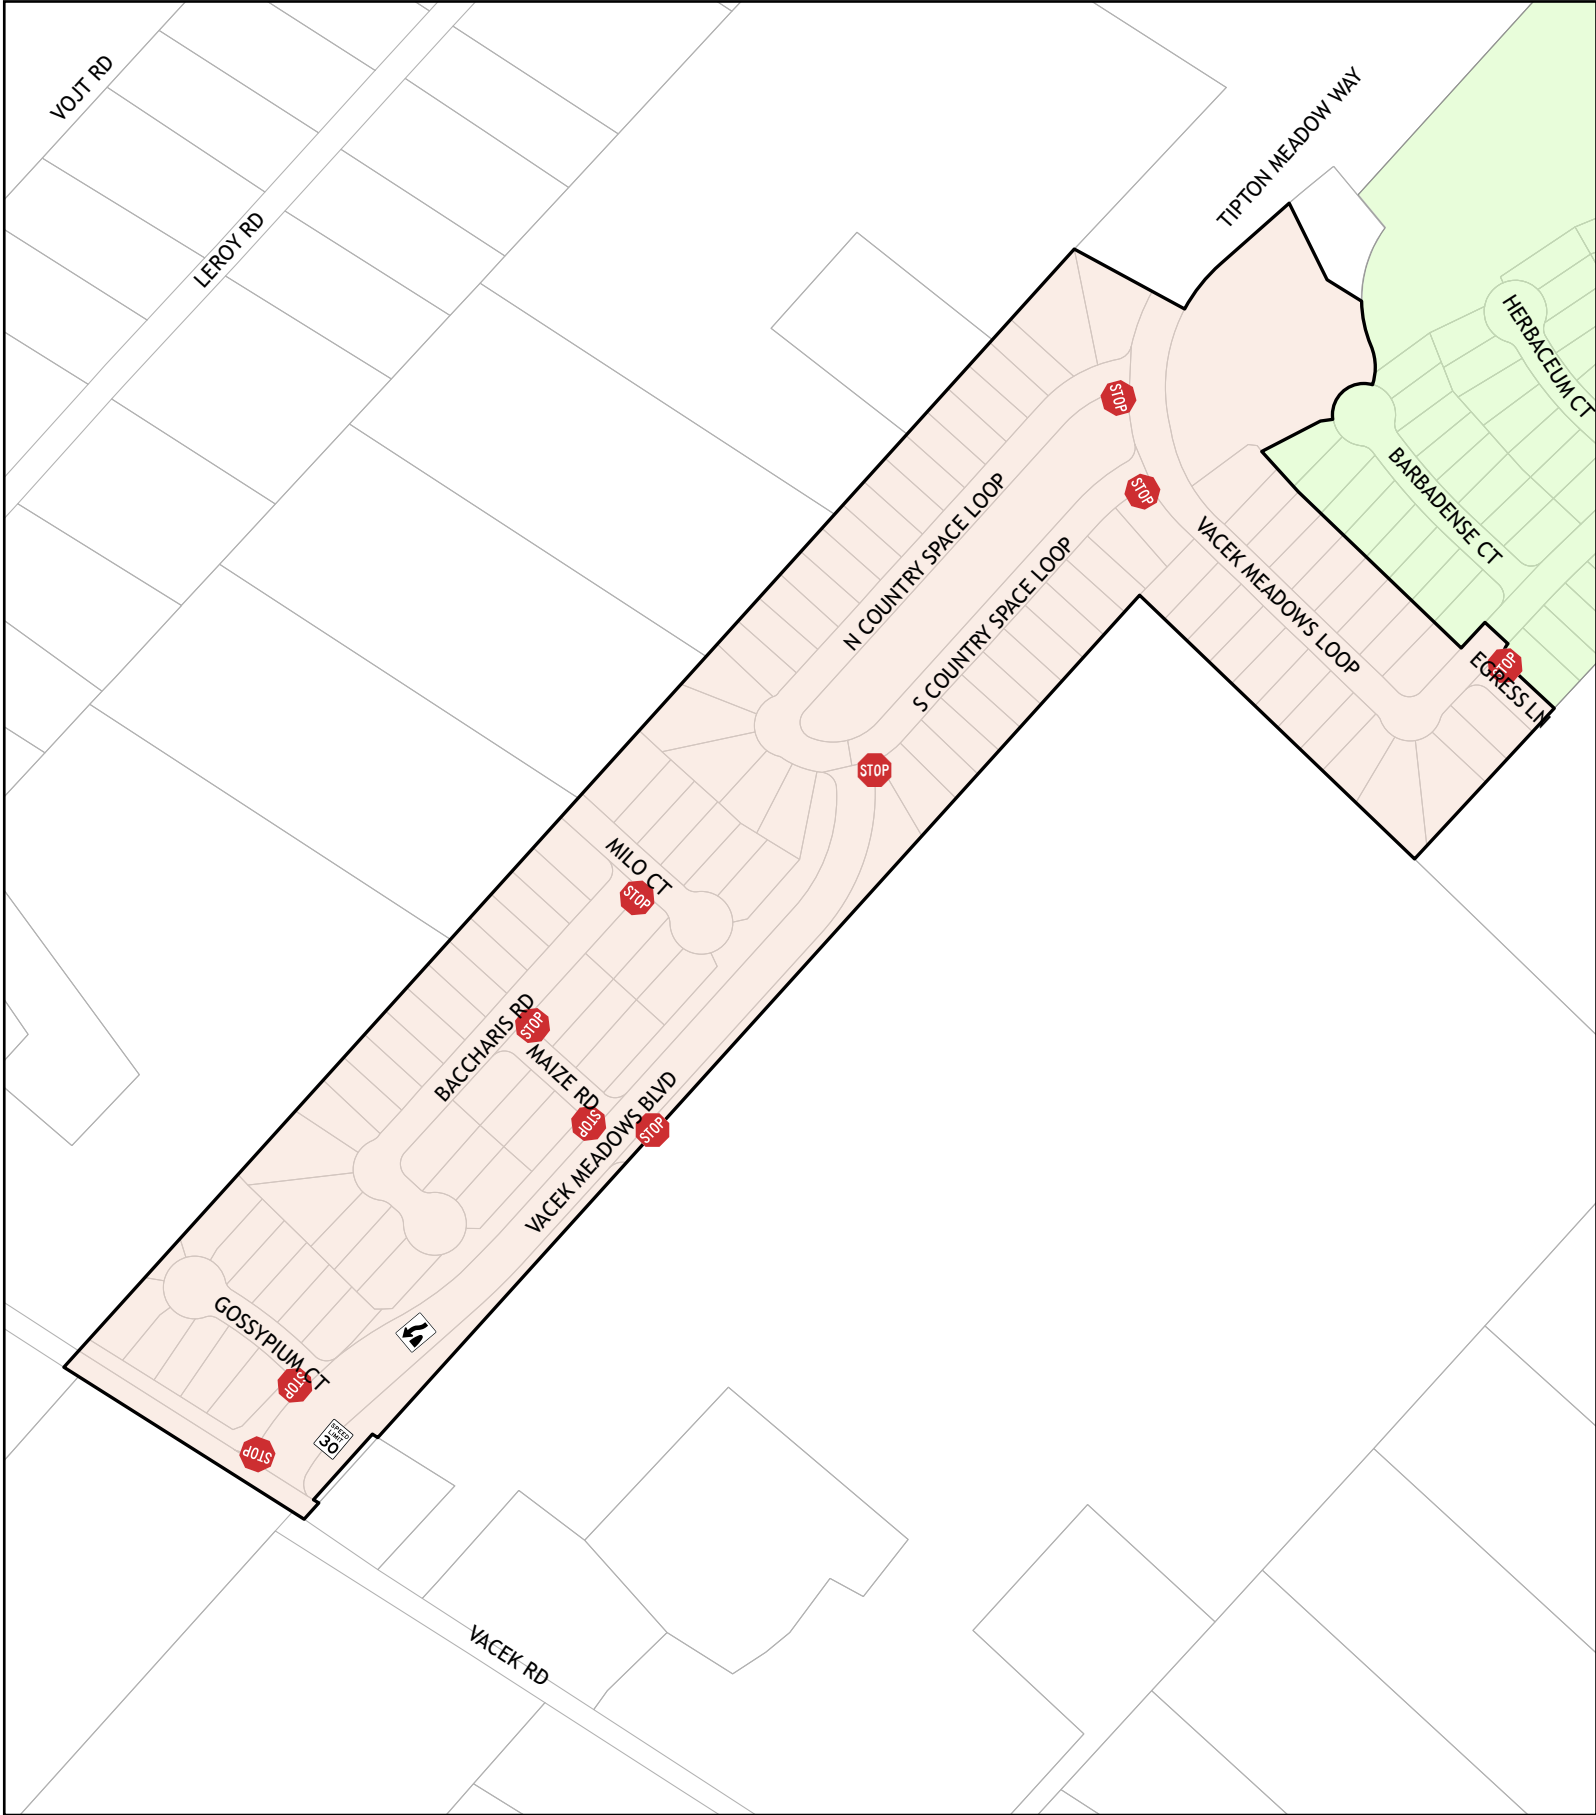 VOJT RD
TIPTON MEADOW WAY
LEROY RD
HERBACEUM CT
STOP
BARBADENSE CT
N COUNTRY SPACE LOOP
STOP
VACEK MEADOWS LOOP
S COUNTRY SPACE LOOP
STOP
EGRESS LN
STOP
MILO CT
STOP
BACCHARIS RD
STOP
MAIZE RD
STOP
VACEK MEADOWS BLVD
STOP
GOSSYPIUM CT
STOP
SPEED
LIMIT
30
STOP
VACEK RD